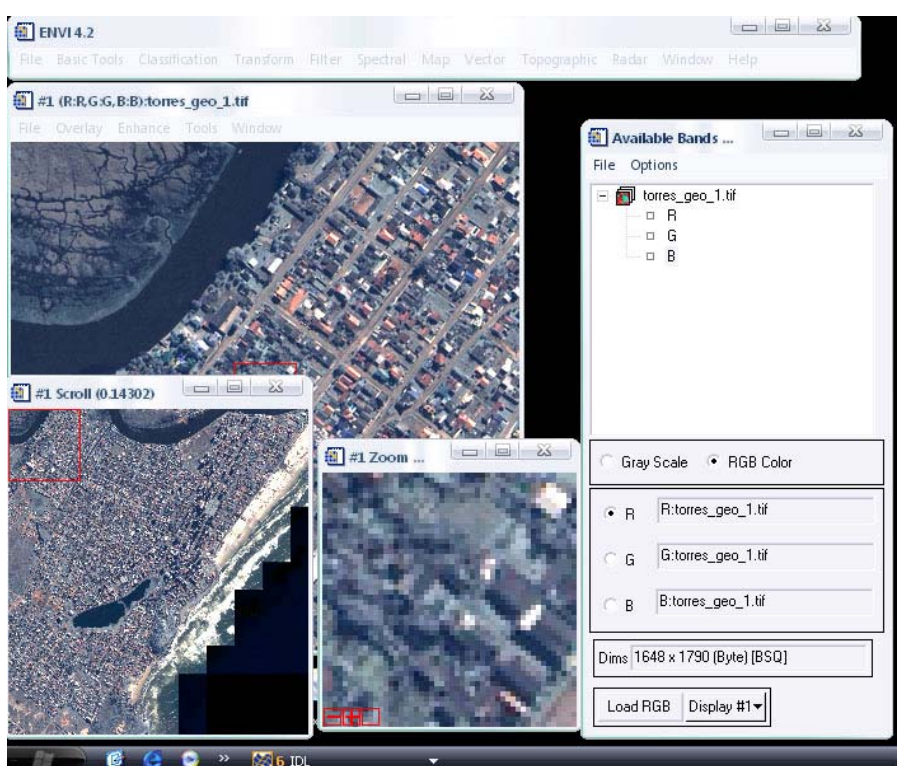 ENVI 4.2
File Basic Tools Classification Transform Filter Spectral Map Vector Topographic Radar Window Help
#1 (R:R,G:G,B:B):torres_geo_1.tif
File Overlay Enhance Tools Window
Available Bands ...
File Options
torres_geo_1.tif
R
G
B
#1 Scroll (0.14302)
#1 Zoom ...
Gray Scale RGB Color
R R:torres_geo_1.tif
G G:torres_geo_1.tif
B B:torres_geo_1.tif
Dims 1648 x 1790 (Byte) [BSQ]
Load RGB Display #1
6 IDL